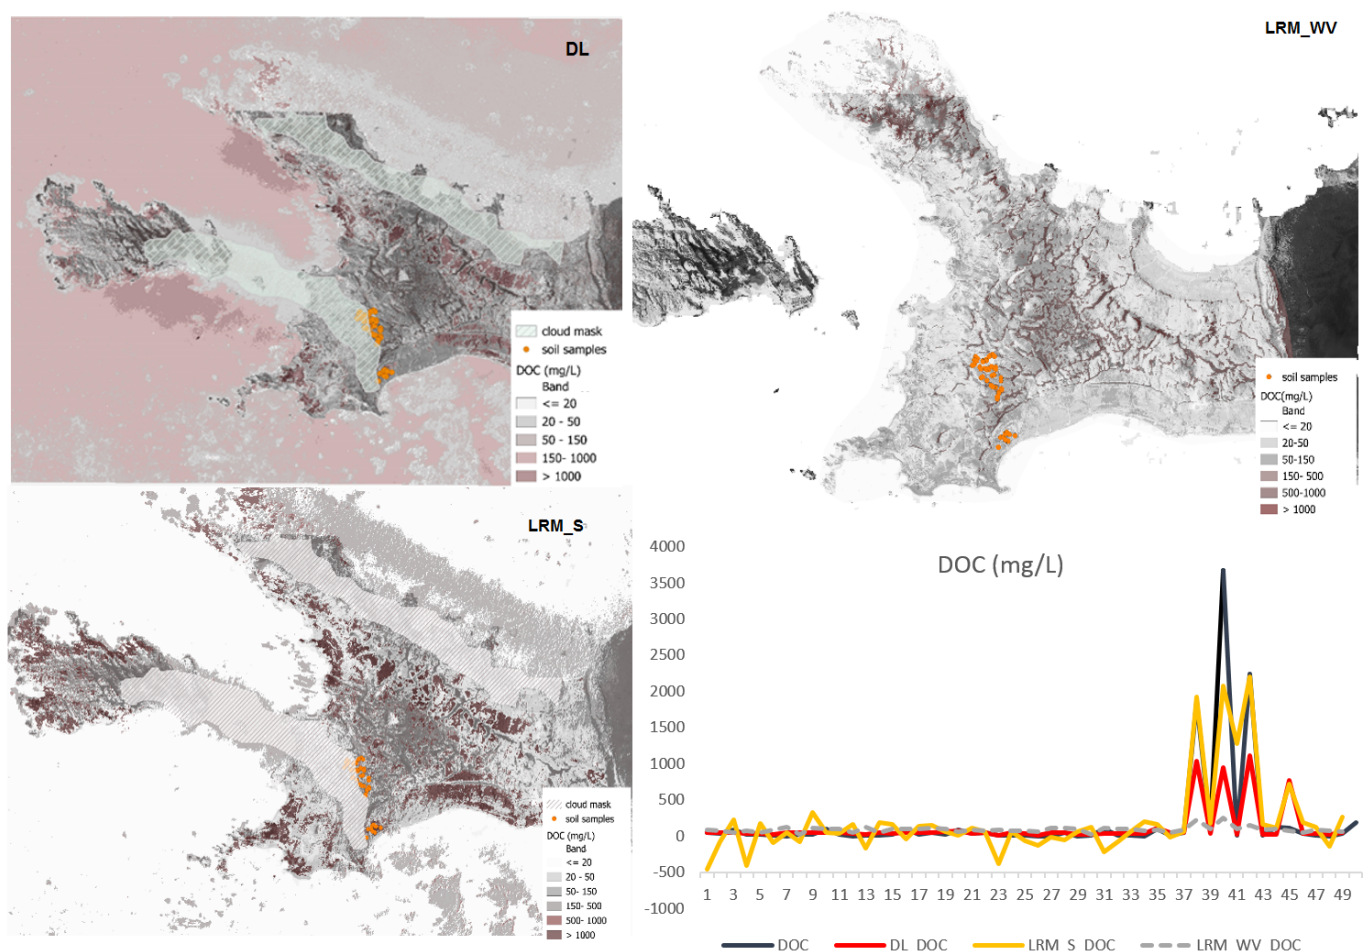 DL
cloud mask
soil samples
DOC (mg/L)
Band
<= 20
20 - 50
50 - 150
150- 1000
> 1000
LRM_WV
soil samples
DOC(mg/L)
Band
<= 20
20-50
50-150
150- 500
500-1000
> 1000
LRM_S
cloud mask
soil samples
DOC (mg/L)
Band
<= 20
20 - 50
50- 150
150- 500
500- 1000
> 1000
DOC (mg/L)
4000
3500
3000
2500
2000
1500
1000
500
0
-500
-1000
1 3 5 7 9 11 13 15 17 19 21 23 25 27 29 31 33 35 37 39 41 43 45 47 49
DOC DL_DOC LRM_S_DOC LRM_WV_DOC